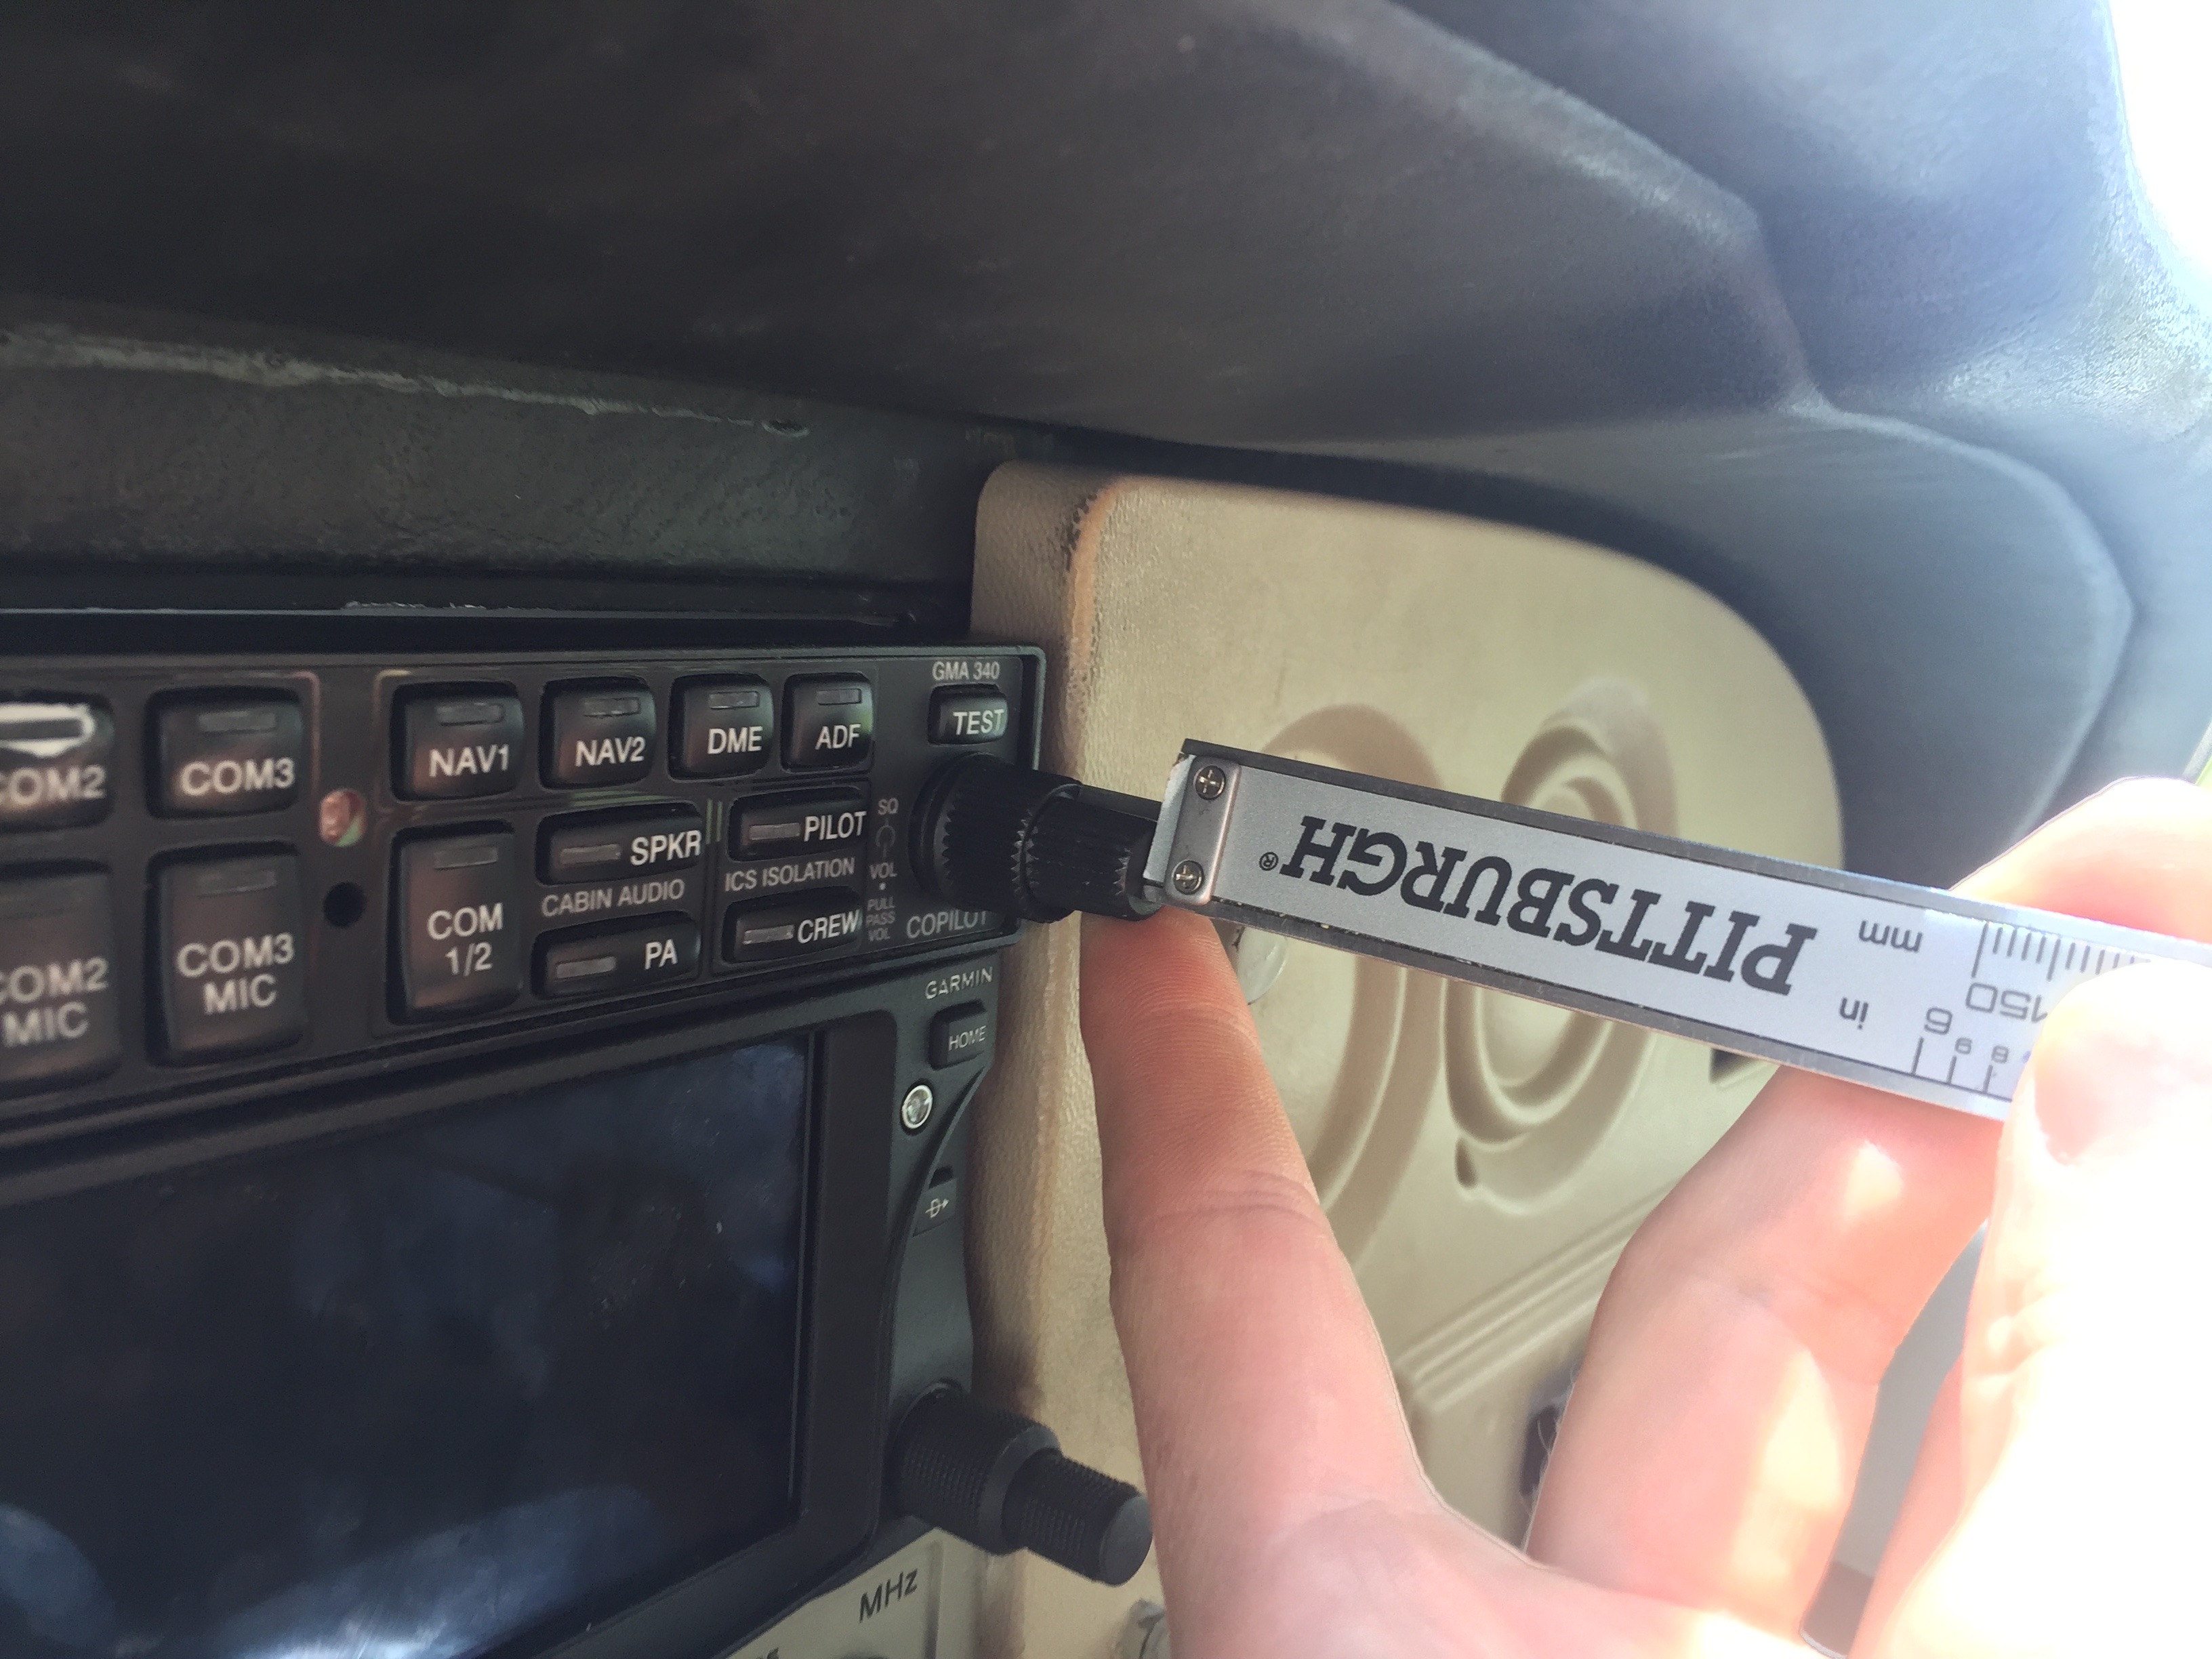 GMA 340
TEST
COM2
COM3
NAV1
NAV2
DME
ADF
COM2
MIC
COM3
MIC
COM
1/2
SPKR
CABIN AUDIO
PA
PILOT
ICS ISOLATION
CREW
SQ
VOL
PULL
PASS
VOL
COPILOT
GARMIN
HOME
D
MHz
PITTSBURGH®
mm
in
150
6
9
8